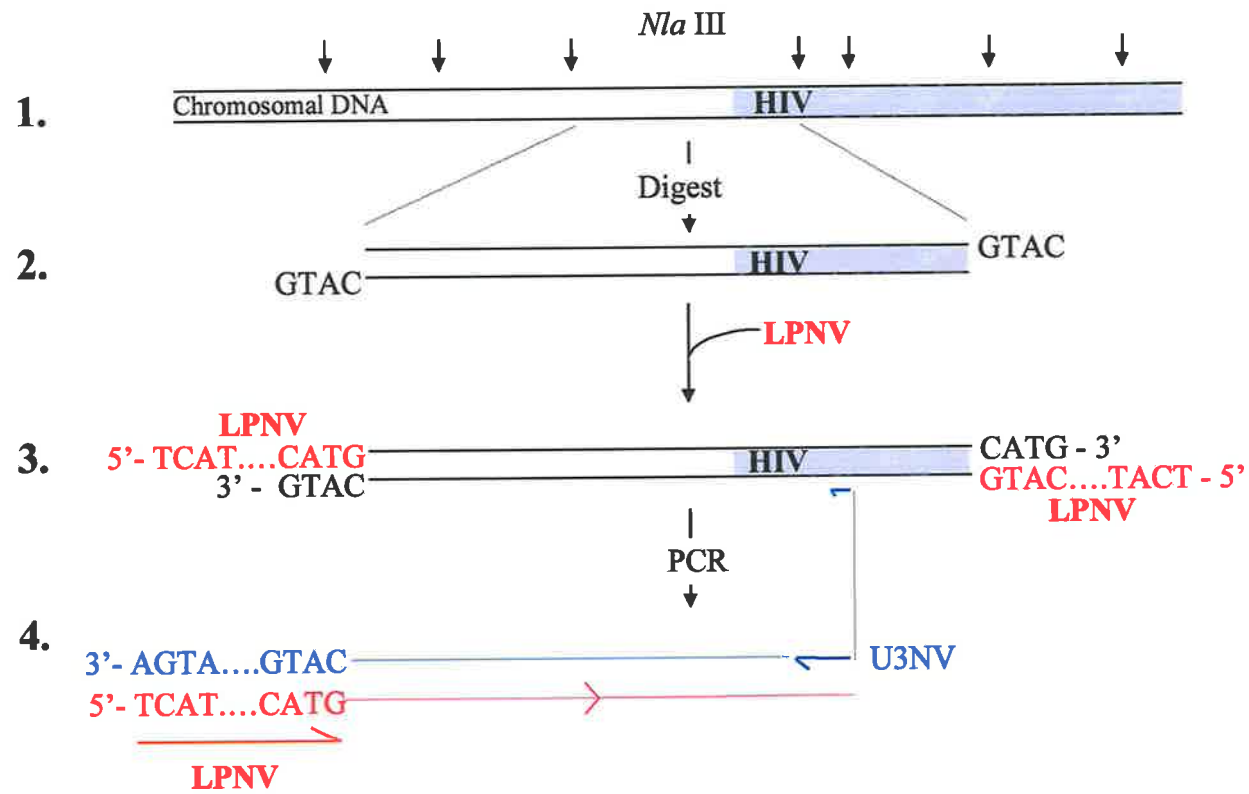 Nla III
1.
Chromosomal DNA HIV
Digest
2.
GTAC HIV GTAC
LPNV
3.
LPNV
5’- TCAT....CATG
3’ - GTAC
HIV
CATG - 3’
GTAC....TACT - 5’
LPNV
PCR
4.
3’- AGTA....GTAC
U3NV
5’- TCAT....CATG
LPNV